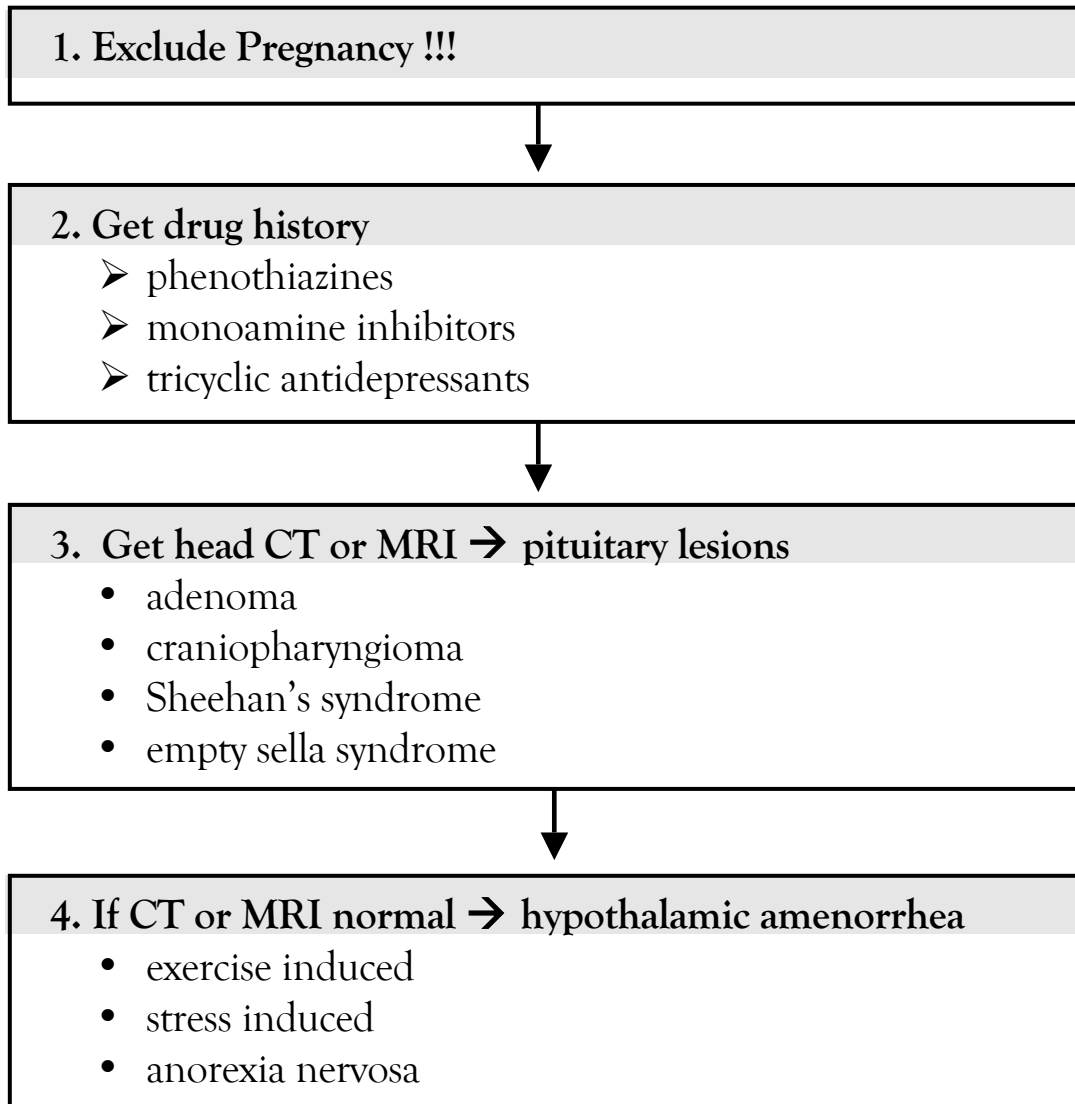 1. Exclude Pregnancy !!!
2. Get drug history
➢ phenothiazines
➢ monoamine inhibitors
➢ tricyclic antidepressants
3. Get head CT or MRI → pituitary lesions
• adenoma
• craniopharyngioma
• Sheehan’s syndrome
• empty sella syndrome
4. If CT or MRI normal → hypothalamic amenorrhea
• exercise induced
• stress induced
• anorexia nervosa